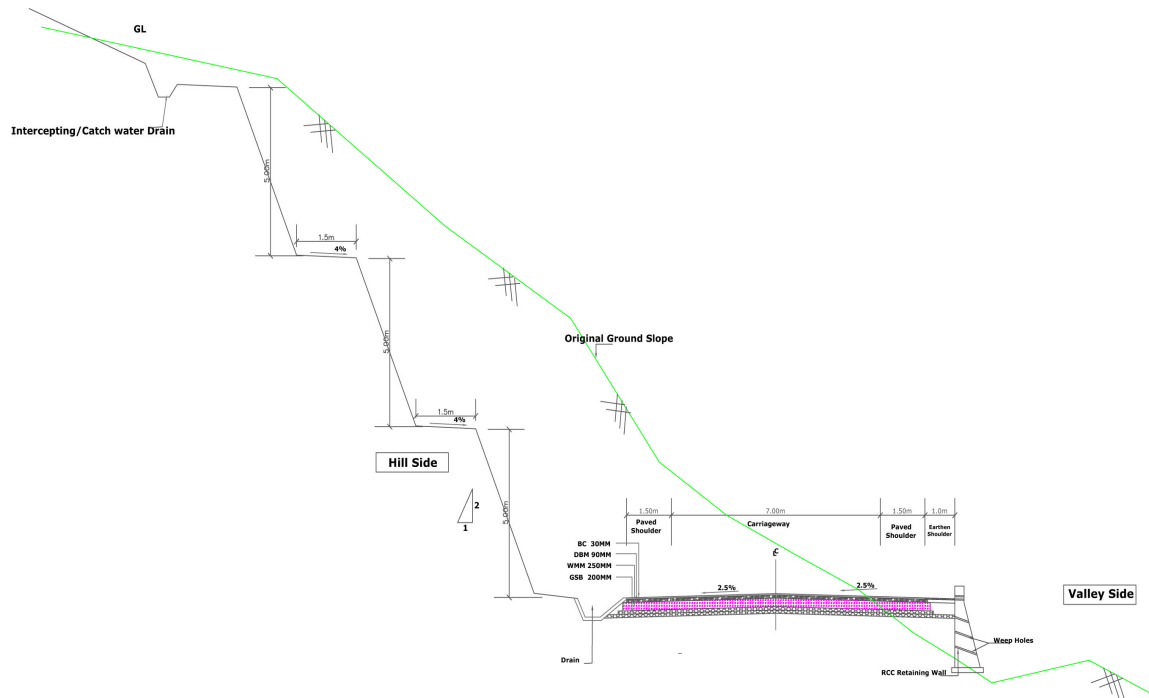 GL
Intercepting/Catch water Drain
5.00m
1.5m
4%
5.00m
Original Ground Slope
1.5m
4%
Hill Side
2
1
5.00m
1.50m
7.00m
1.50m
1.0m
Paved
Shoulder
Carriageway
Paved
Shoulder
Earthen
Shoulder
BC 30MM
DBM 90MM
WMM 250MM
GSB 200MM
2.5%
2.5%
Valley Side
Weep Holes
Drain
RCC Retaining Wall